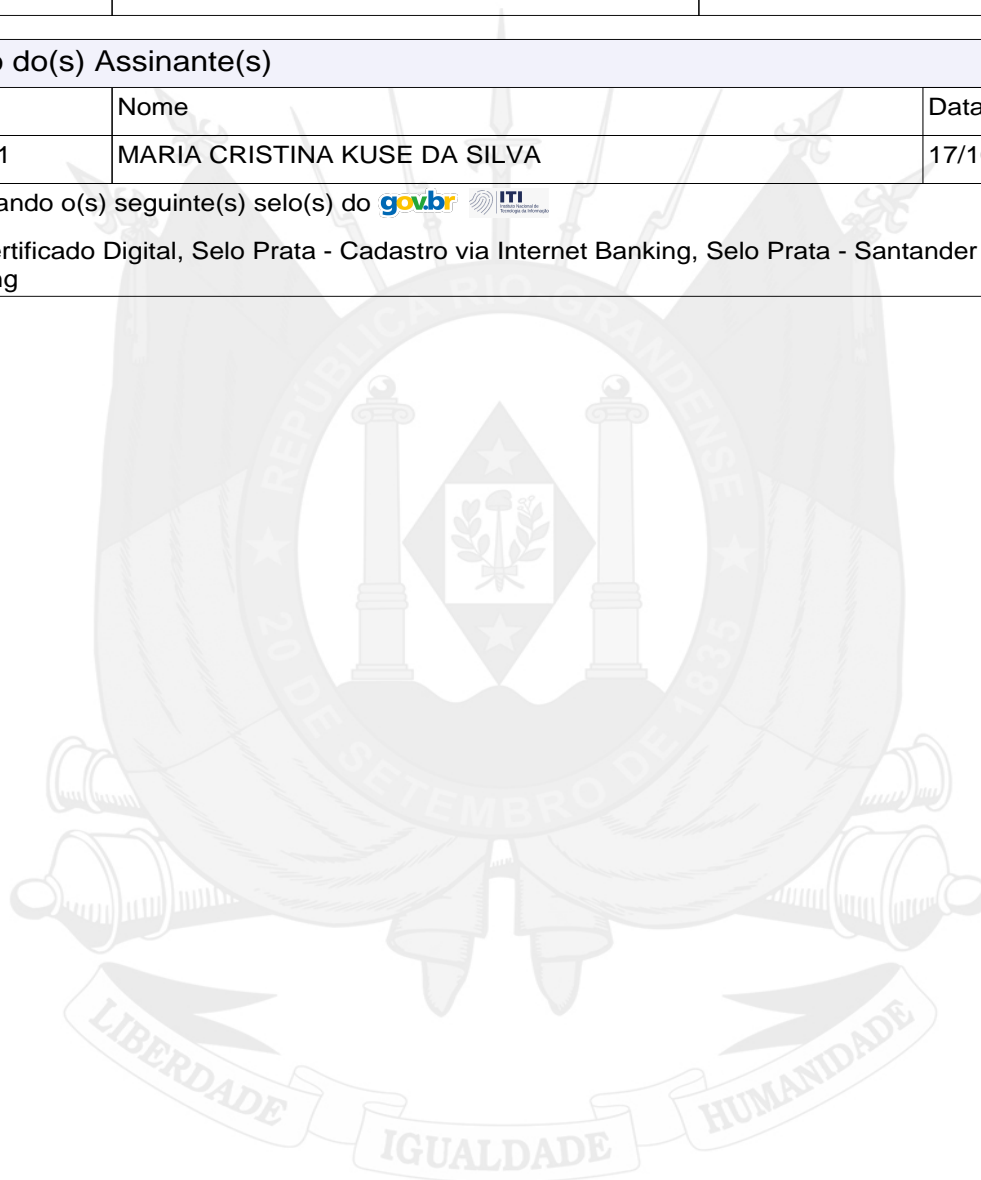 o do(s) Assinante(s)
Nome
Data
1
MARIA CRISTINA KUSE DA SILVA
17/1
ando o(s) seguinte(s) selo(s) do gov.br ITI
ertificado Digital, Selo Prata - Cadastro via Internet Banking, Selo Prata - Santander
ng
REPÚBLICA RIO GRANDENSE
20 DE SETEMBRO DE 1835
LIBERDADE
IGUALDADE
HUMANIDADE